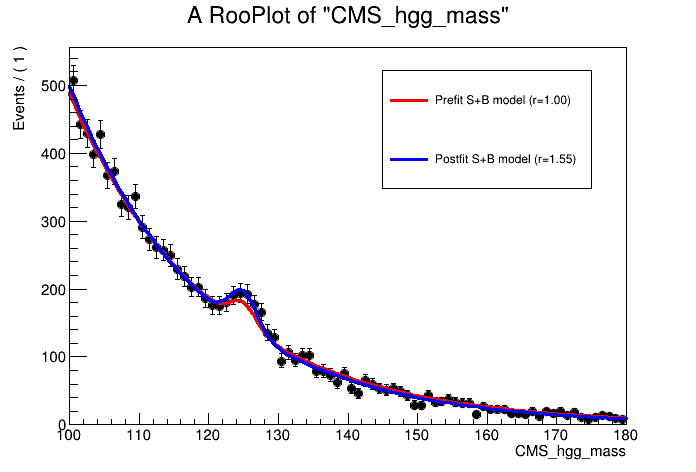 A RooPlot of "CMS_hgg_mass"
Events / ( 1 )
500
400
300
200
100
0
Prefit S+B model (r=1.00)
Postfit S+B model (r=1.55)
100 110 120 130 140 150 160 170 180
CMS_hgg_mass